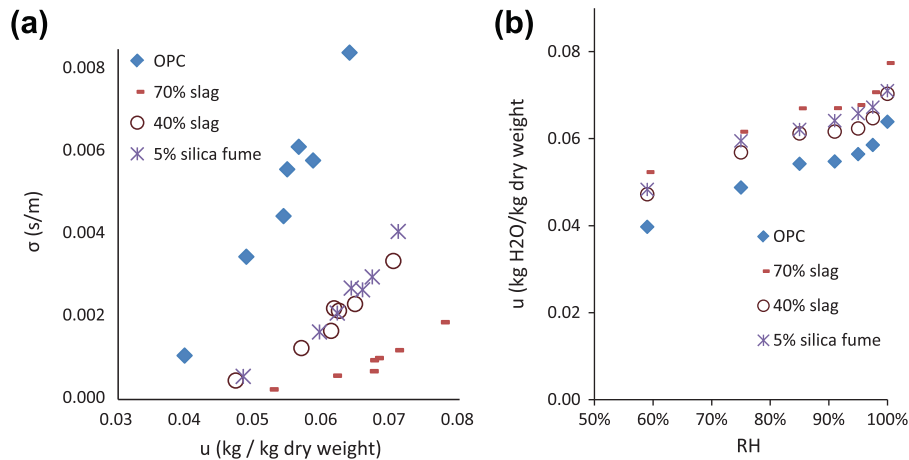 (a)
0.008
0.006
0.004
0.002
0.000
σ (s/m)
OPC
70% slag
40% slag
5% silica fume
0.03 0.04 0.05 0.06 0.07 0.08
u (kg / kg dry weight)
(b)
0.08
0.06
0.04
0.02
0.00
u (kg H2O/kg dry weight
OPC
70% slag
40% slag
5% silica fume
50% 60% 70% 80% 90% 100%
RH